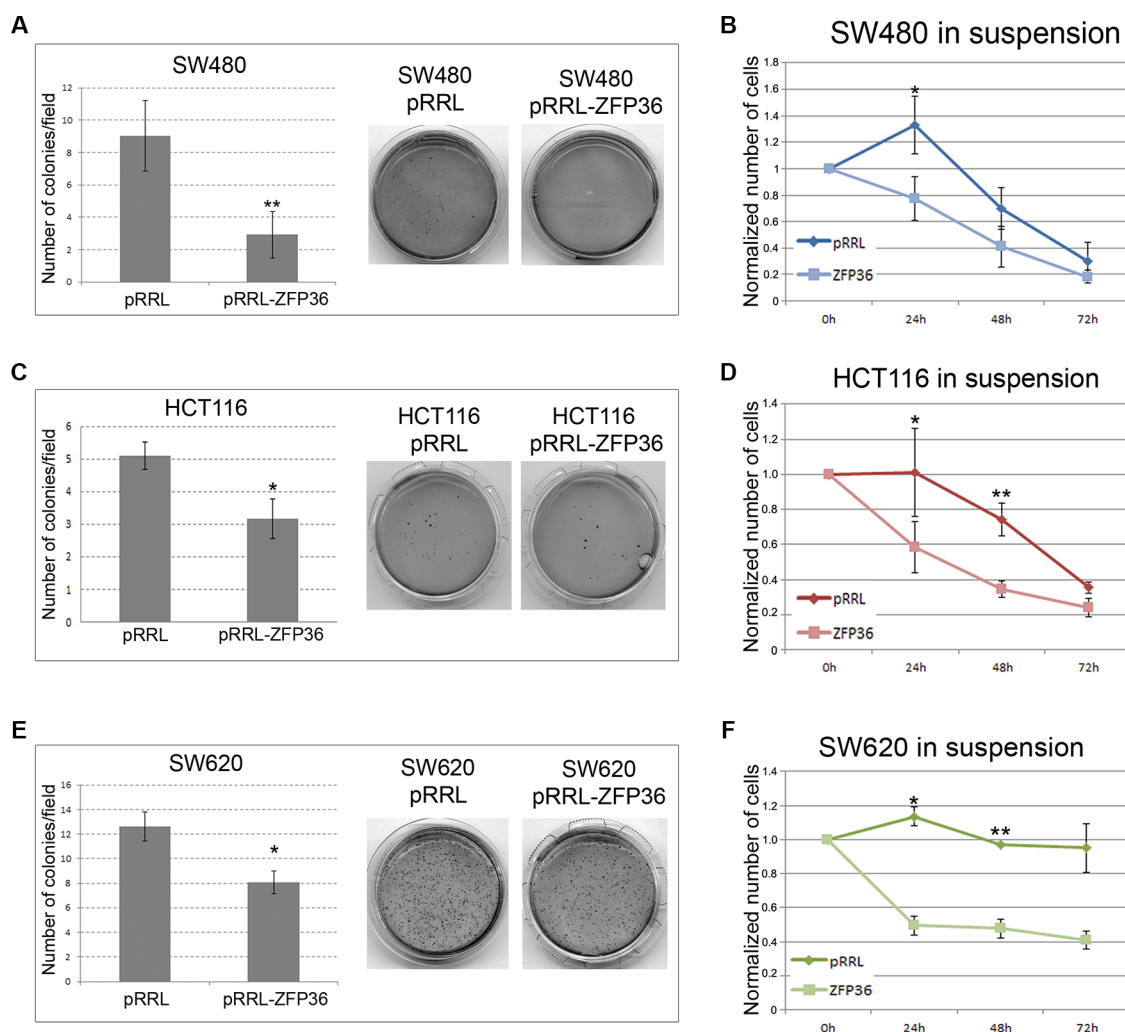 A
SW480
Number of colonies/field
12
10
8
6
4
2
0
**
pRRL
pRRL-ZFP36
SW480
pRRL
SW480
pRRL-ZFP36
B
SW480 in suspension
Normalized number of cells
1.8
1.6
1.4
1.2
1.0
0.8
0.6
0.4
0.2
0
*
pRRL
ZFP36
0h
24h
48h
72h
C
HCT116
Number of colonies/field
6
5
4
3
2
1
0
*
pRRL
pRRL-ZFP36
HCT116
pRRL
HCT116
pRRL-ZFP36
D
HCT116 in suspension
Normalized number of cells
1.4
1.2
1.0
0.8
0.6
0.4
0.2
0
*
**
pRRL
ZFP36
0h
24h
48h
72h
E
SW620
Number of colonies/field
16
14
12
10
8
6
4
2
0
*
pRRL
pRRL-ZFP36
SW620
pRRL
SW620
pRRL-ZFP36
F
SW620 in suspension
Normalized number of cells
1.4
1.2
1.0
0.8
0.6
0.4
0.2
0
*
**
pRRL
ZFP36
0h
24h
48h
72h